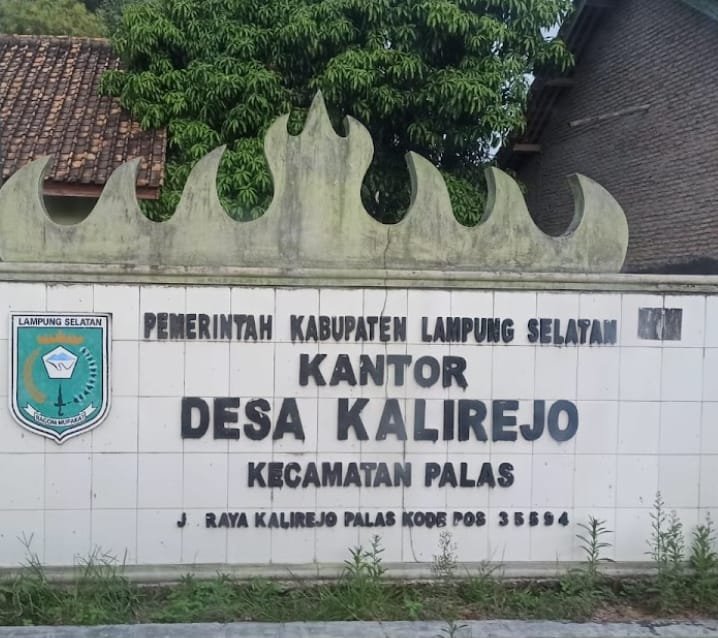 LAMPUNG SELATAN
PEMERINTAH KABUPATEN LAMPUNG SELATAN
KANTOR
DESA KALIREJO
KECAMATAN PALAS
J RAYA KALIREJO PALAS KODE POS 35594